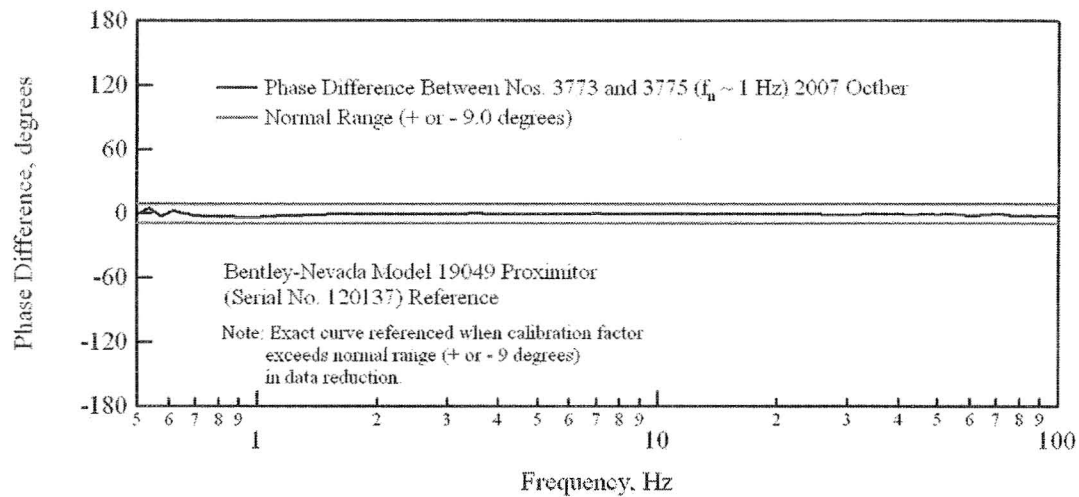 180
120
60
0
-60
-120
-180
Phase Difference, degrees
Phase Difference Between Nos. 3773 and 3775 (fn ~ 1 Hz) 2007 Octber
Normal Range (+ or - 9.0 degrees)
Bentley-Nevada Model 19049 Proximitor
(Serial No. 120137) Reference
Note: Exact curve referenced when calibration factor
exceeds normal range (+ or - 9 degrees)
in data reduction.
5 6 7 8 9 2 3 4 5 6 7 8 9 2 3 4 5 6 7 8 9
1 10 100
Frequency, Hz